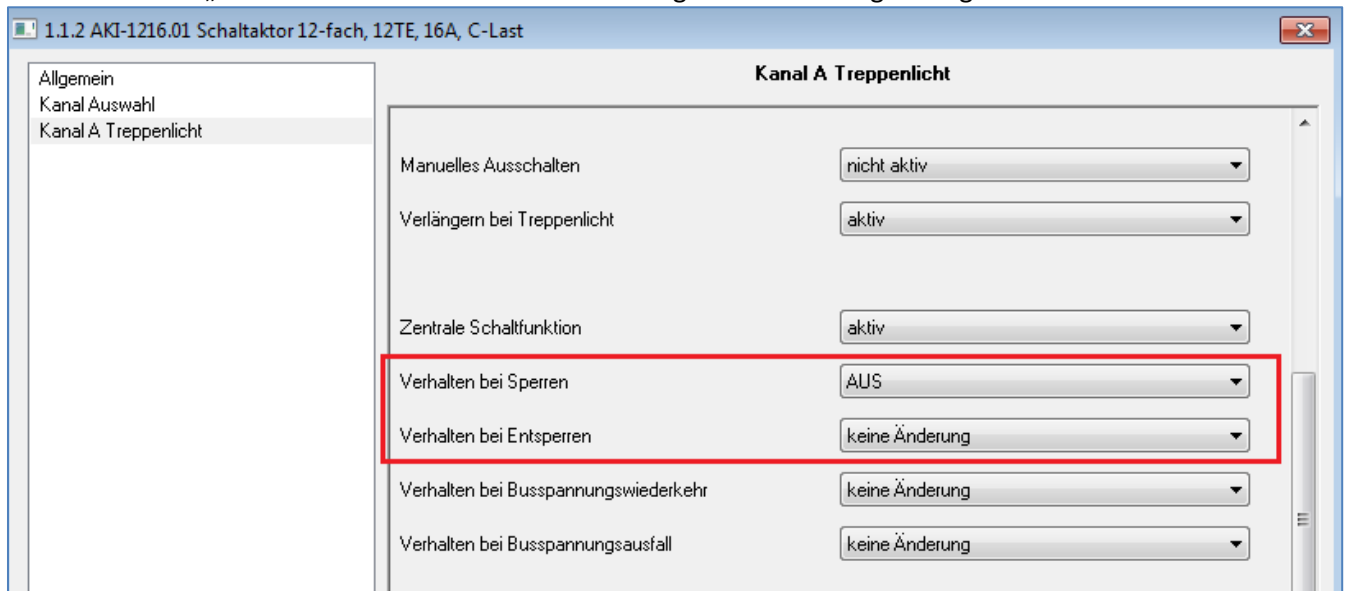 1.1.2 AKI-1216.01 Schaltaktor 12-fach, 12TE, 16A, C-Last
Allgemein
Kanal Auswahl
Kanal A Treppenlicht
Kanal A Treppenlicht
Manuelles Ausschalten nicht aktiv
Verlängern bei Treppenlicht aktiv
Zentrale Schaltfunktion aktiv
Verhalten bei Sperren AUS
Verhalten bei Entsperren keine Änderung
Verhalten bei Busspannungswiederkehr keine Änderung
Verhalten bei Busspannungsausfall keine Änderung